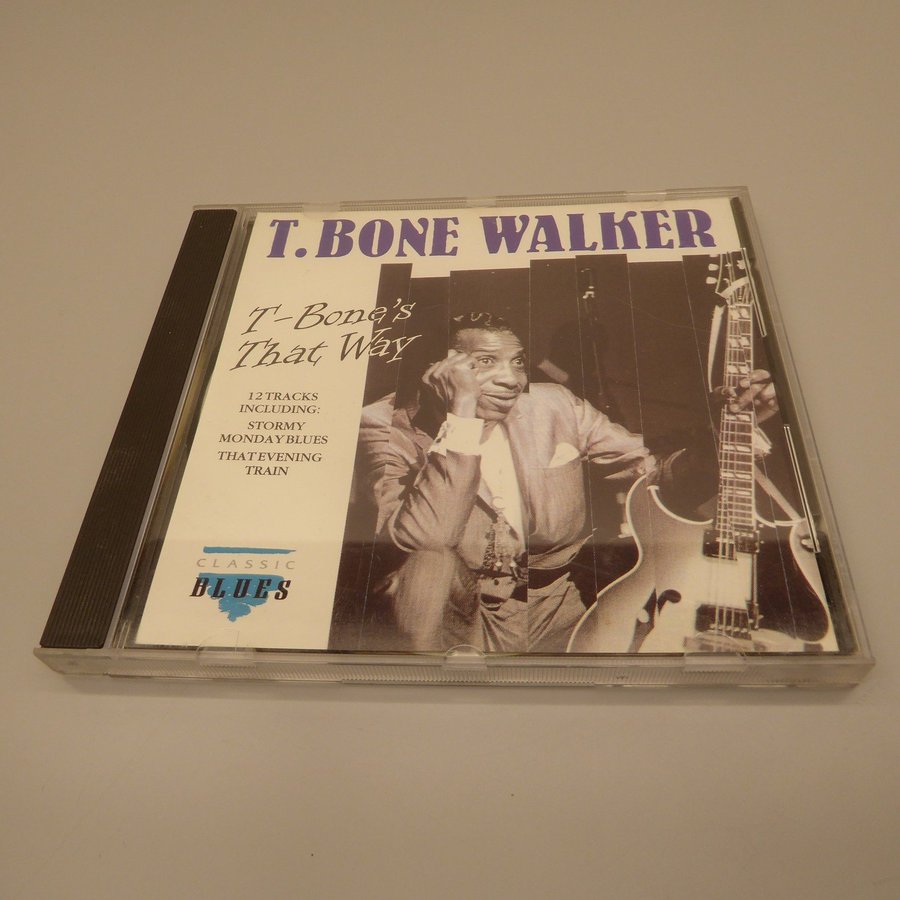 T. BONE WALKER
T-Bone's
That Way
12 TRACKS
INCLUDING:
STORMY
MONDAY BLUES
THAT EVENING
TRAIN
CLASSIC
BLUES